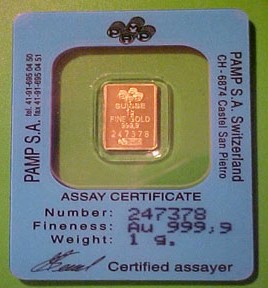 PAMP S.A.
tel. 41-91-695 04 50
fax 41-91-695 04 51
SUISSE
1g
FINE GOLD
999,9
247378
PAMP S.A. Switzerland
CH - 6874 Castel San Pietro
ASSAY CERTIFICATE
Number: 247378
Fineness: Au 999,9
Weight: 1 g.
Certified assayer